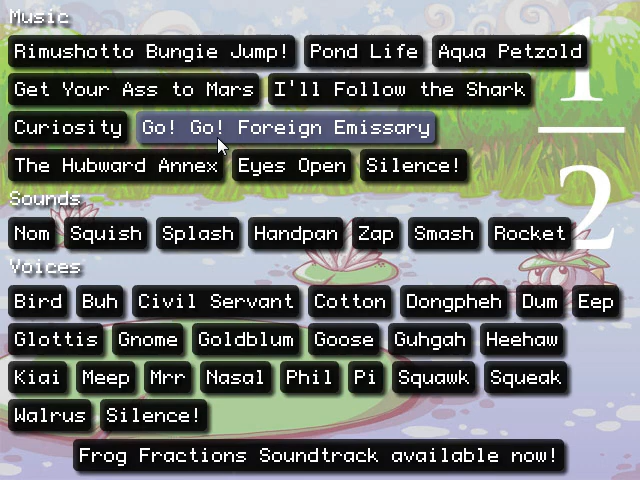 Music
Rimushotto Bungie Jump! Pond Life Aqua Petzold
Get Your Ass to Mars I'll Follow the Shark
1
Curiosity Go! Go! Foreign Emissary
The Hubward Annex Eyes Open Silence!
2
Sounds
Nom Squish Splash Handpan Zap Smash Rocket
Voices
Bird Buh Civil Servant Cotton Dongpheh Dum Eep
Glottis Gnome Goldblum Goose Guhgah Heehaw
Kiai Meep Mrr Nasal Phil Pi Squawk Squeak
Walrus Silence!
Frog Fractions Soundtrack available now!